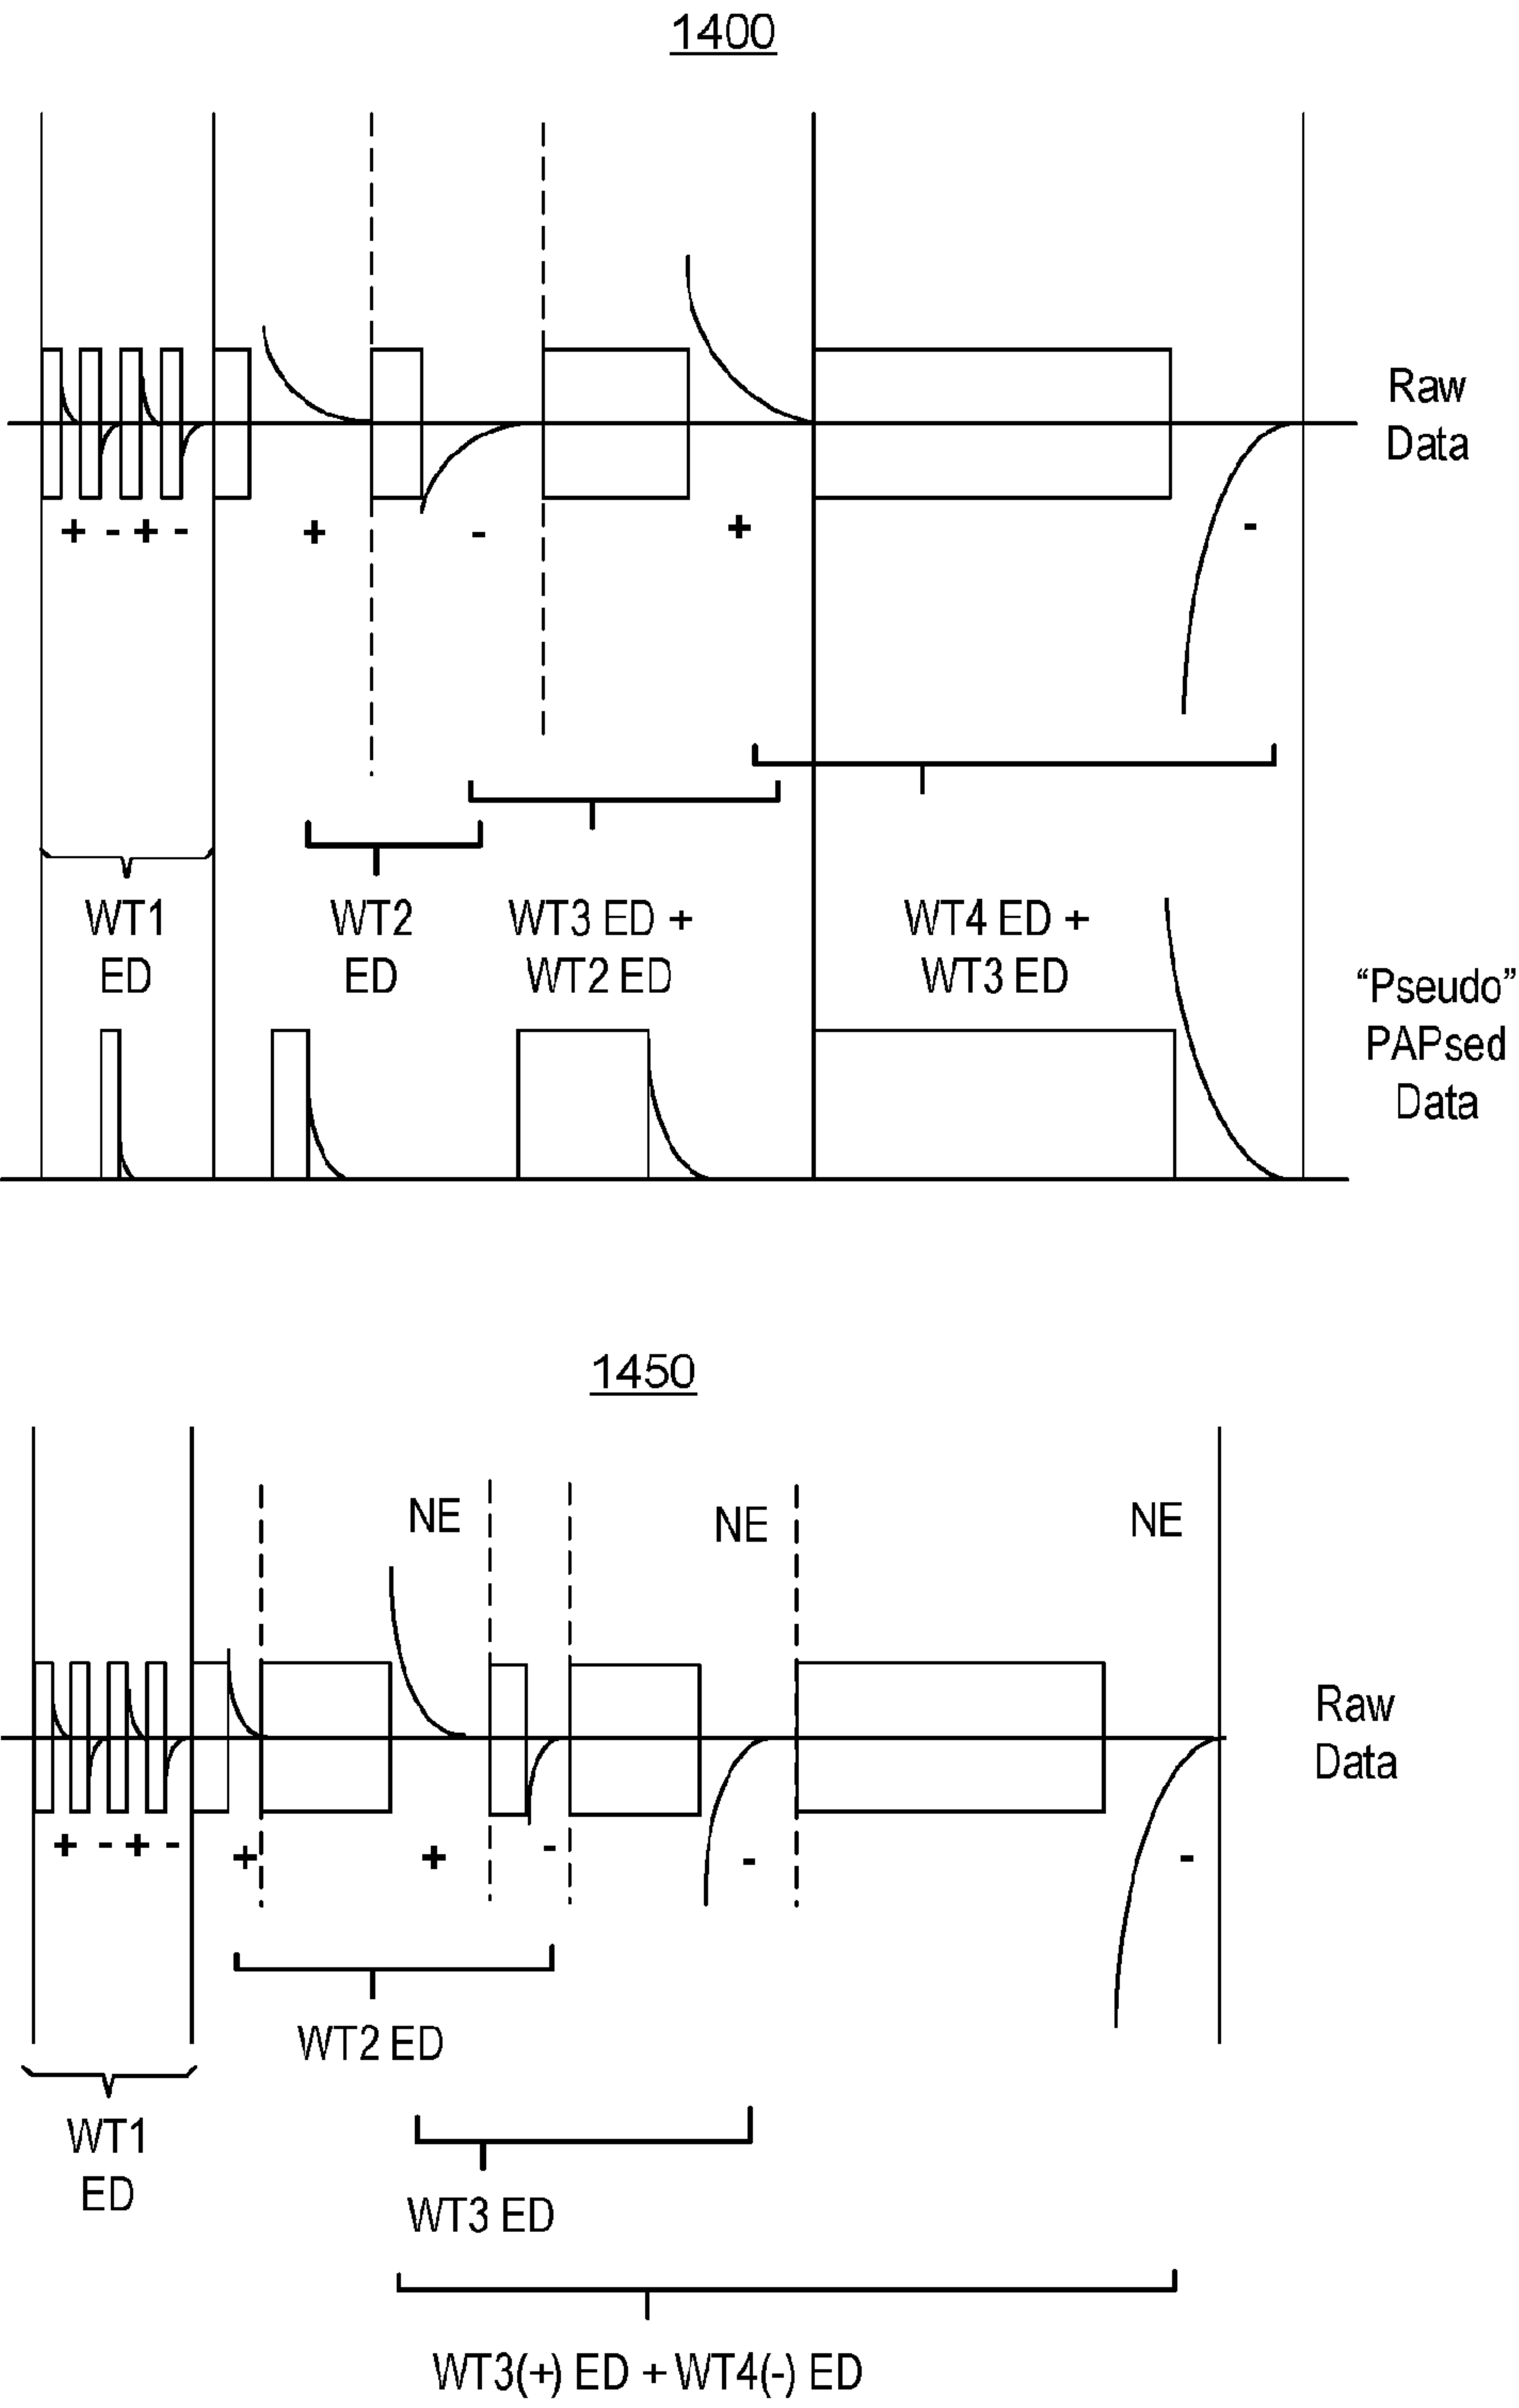 1400
Raw
Data
+ - + -
+
-
+
-
WT1
ED
WT2
ED
WT3 ED +
WT2 ED
WT4 ED +
WT3 ED
“Pseudo”
PAPsed
Data
1450
NE
NE
NE
Raw
Data
+ - + -
+
+
-
-
-
WT2 ED
WT1
ED
WT3 ED
WT3(+) ED + WT4(-) ED